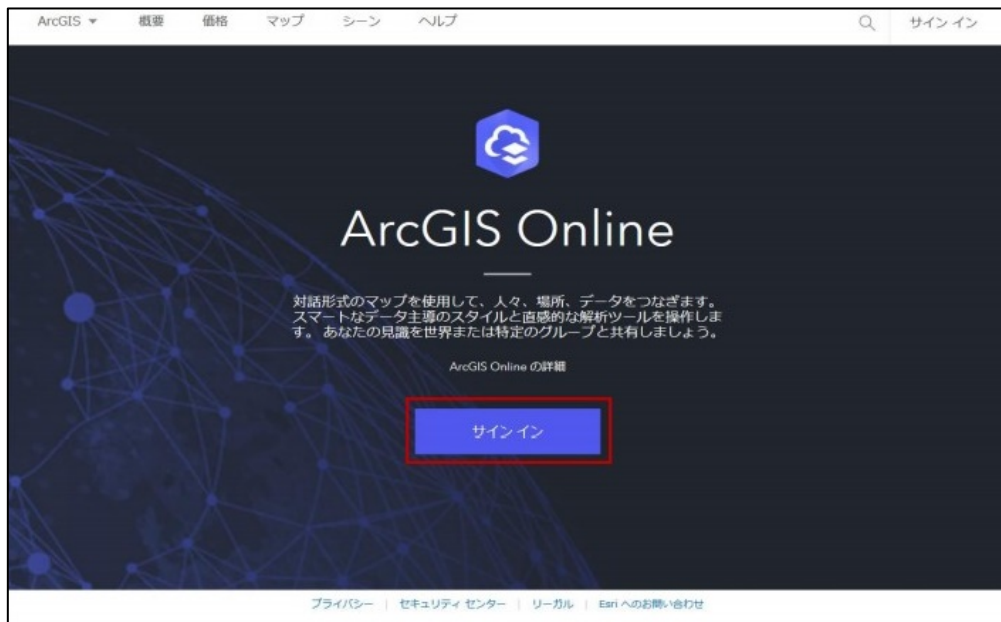 ArcGIS ▼ 概要 価格 マップ シーン ヘルプ サイン イン
ArcGIS Online
対話形式のマップを使用して、人々、場所、データをつなぎます。
スマートなデータ主導のスタイルと直感的な解析ツールを操作しま
す。 あなたの見識を世界または特定のグループと共有しましょう。
ArcGIS Online の詳細
サイン イン
プライバシー | セキュリティ センター | リーガル | Esri へのお問い合わせ